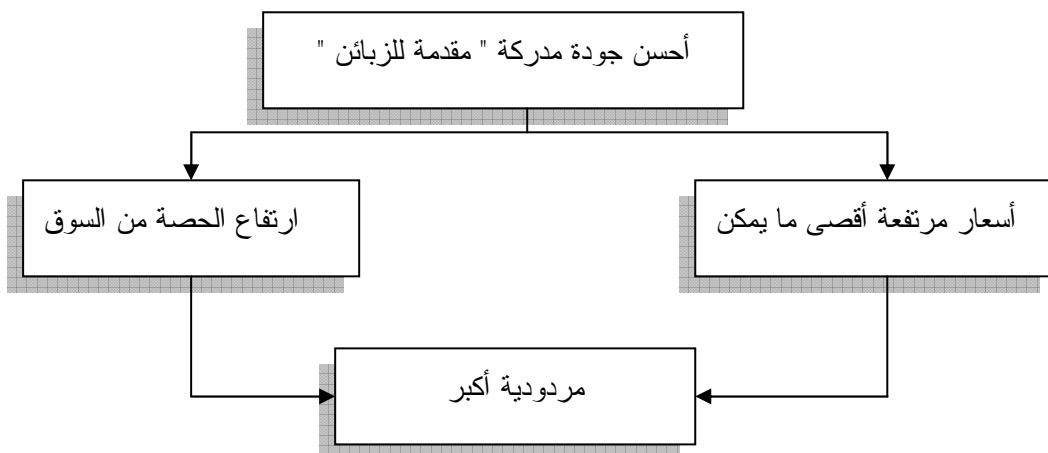 أحسن جودة مدركة " مقدمة للزبائن "
أسعار مرتفعة أقصى ما يمكن
ارتفاع الحصة من السوق
مردودية أكبر